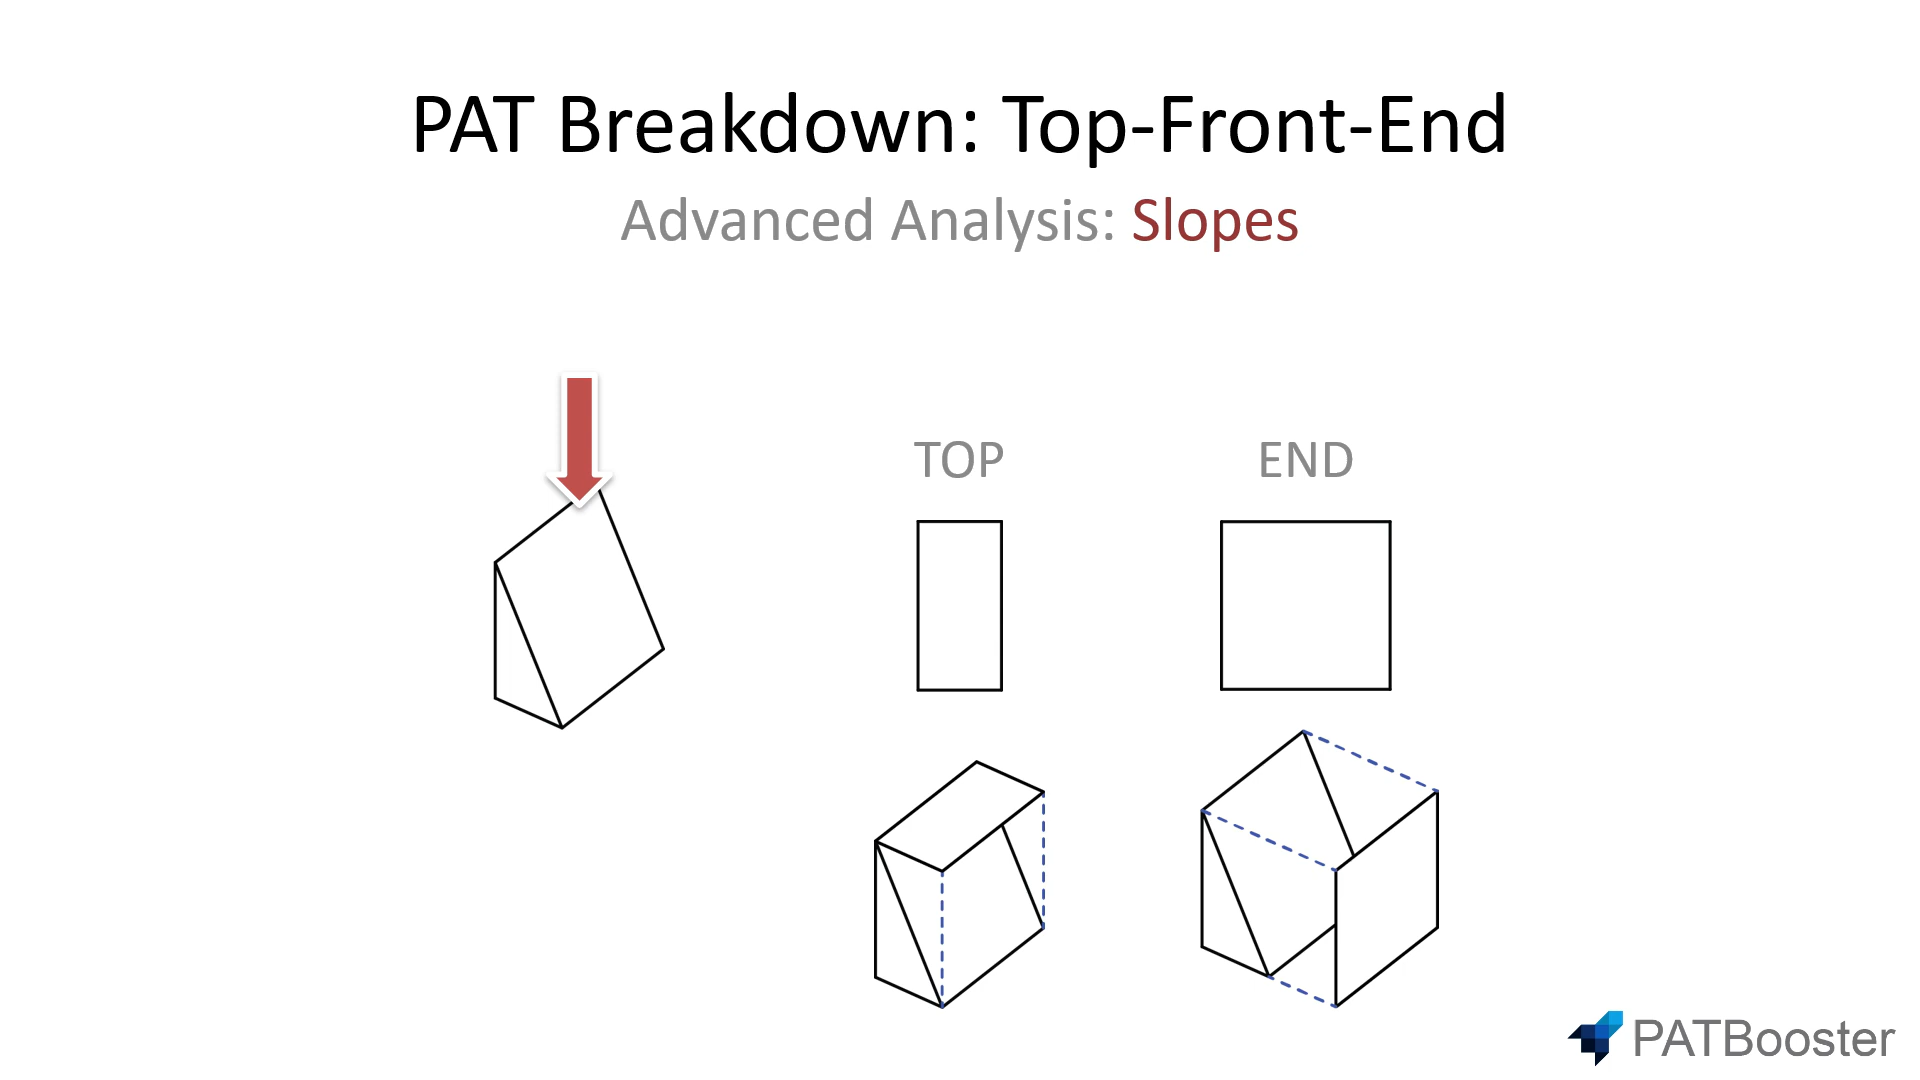 PAT Breakdown: Top-Front-End
Advanced Analysis: Slopes
TOP
END
PATBooster